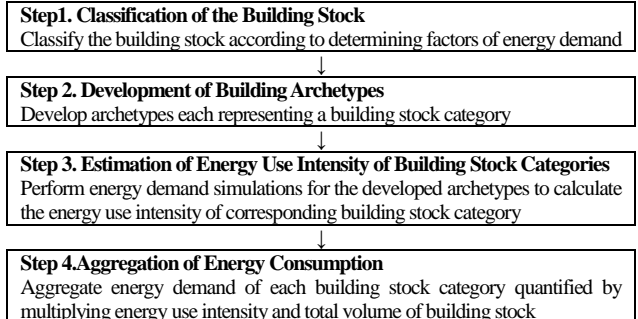 Step1. Classification of the Building Stock
Classify the building stock according to determining factors of energy demand
↓
Step 2. Development of Building Archetypes
Develop archetypes each representing a building stock category
↓
Step 3. Estimation of Energy Use Intensity of Building Stock Categories
Perform energy demand simulations for the developed archetypes to calculate
the energy use intensity of corresponding building stock category
↓
Step 4.Aggregation of Energy Consumption
Aggregate energy demand of each building stock category quantified by
multiplying energy use intensity and total volume of building stock